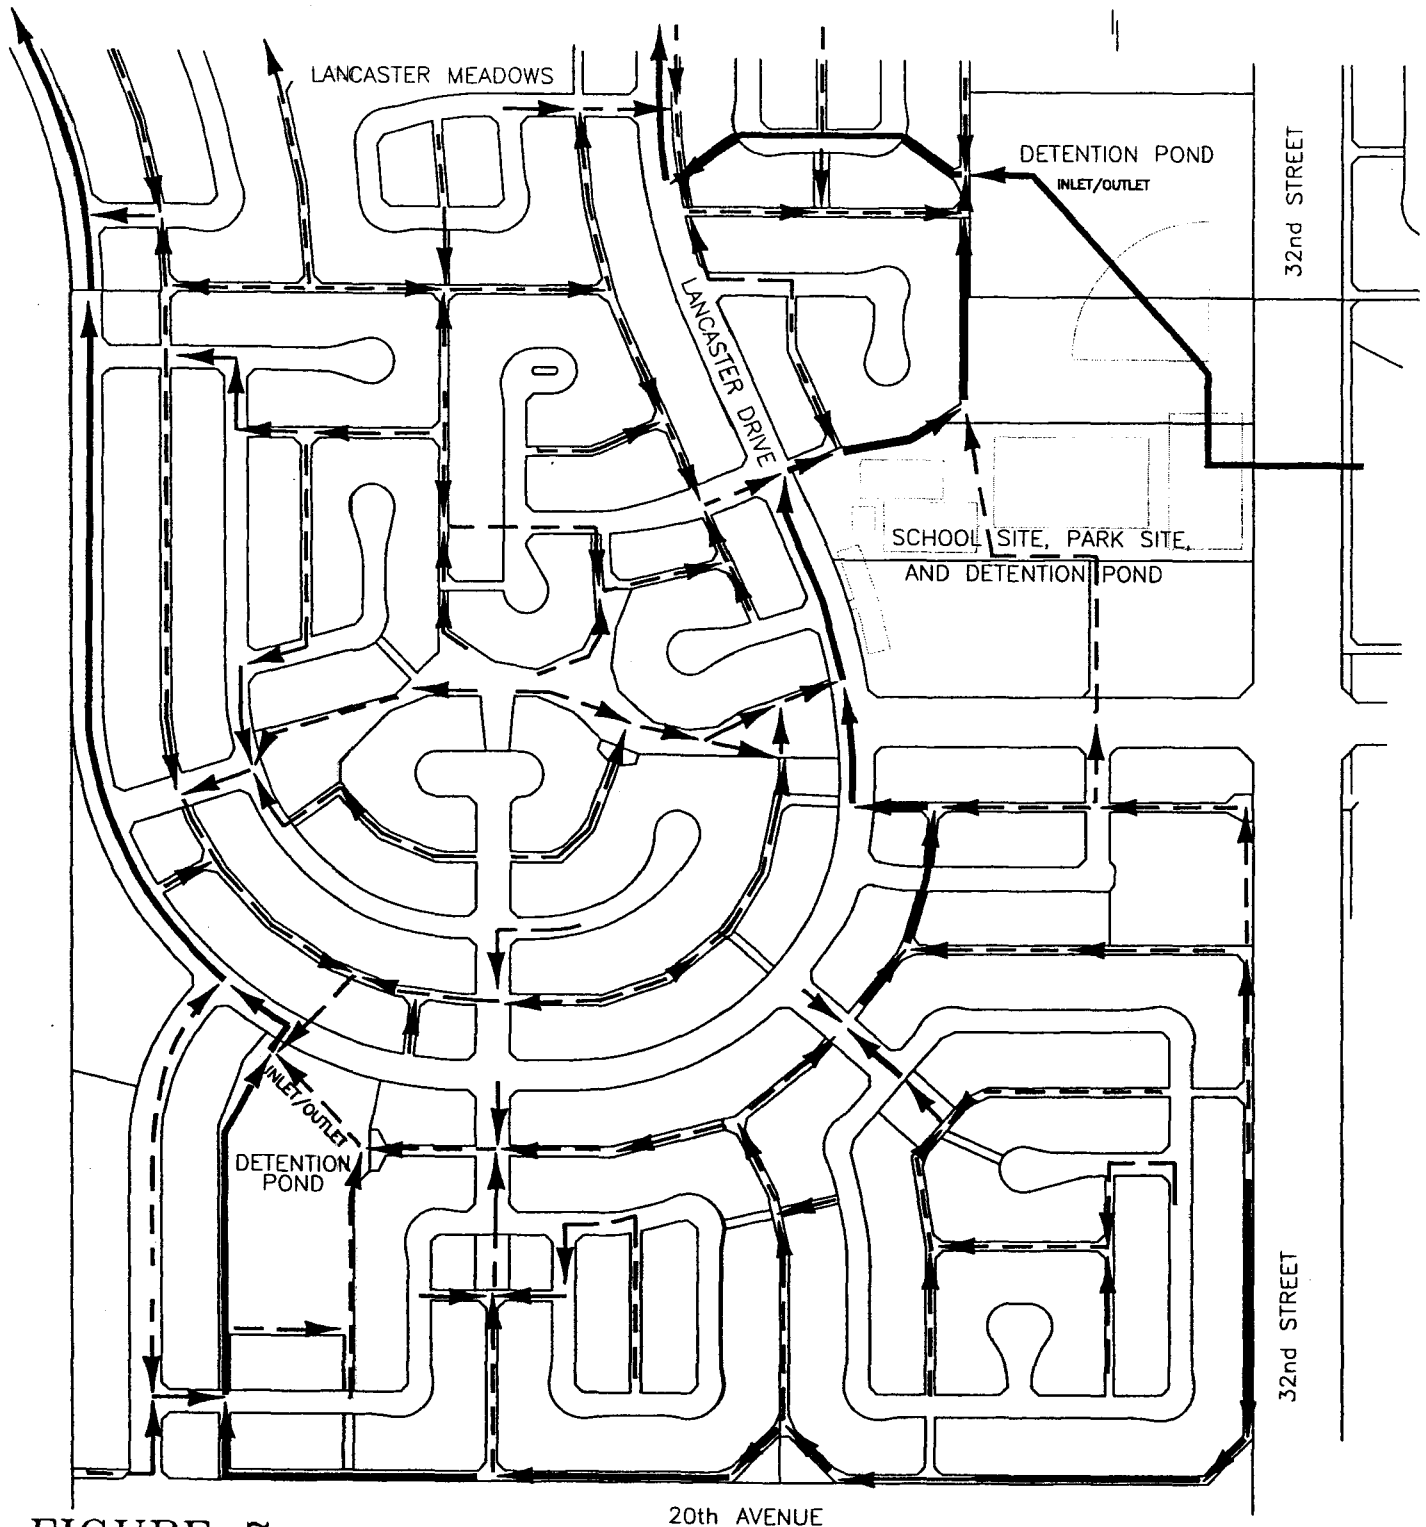 LANCASTER MEADOWS
DETENTION POND
INLET/OUTLET
32nd STREET
LANCASTER DRIVE
SCHOOL SITE, PARK SITE,
AND DETENTION POND
INLET/OUTLET
DETENTION
POND
32nd STREET
20th AVENUE
FIGURE